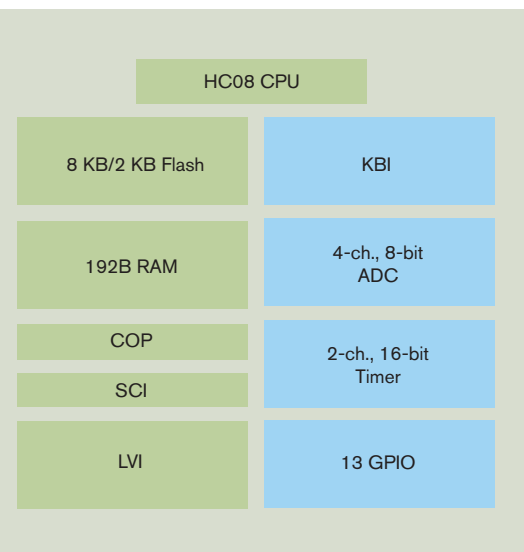 HC08 CPU
8 KB/2 KB Flash
KBI
192B RAM
4-ch., 8-bit
ADC
COP
2-ch., 16-bit
Timer
SCI
LVI
13 GPIO